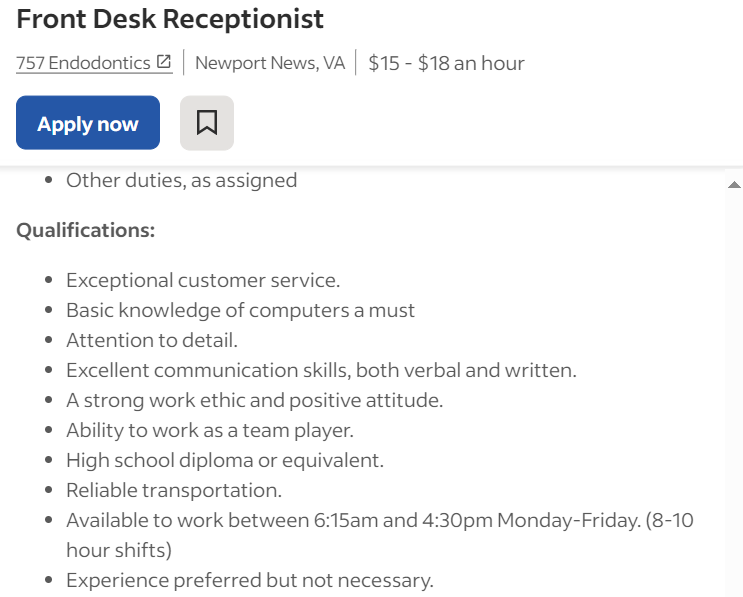 Front Desk Receptionist
757 Endodontics | Newport News, VA | $15 - $18 an hour
Apply now
• Other duties, as assigned
Qualifications:
• Exceptional customer service.
• Basic knowledge of computers a must
• Attention to detail.
• Excellent communication skills, both verbal and written.
• A strong work ethic and positive attitude.
• Ability to work as a team player.
• High school diploma or equivalent.
• Reliable transportation.
• Available to work between 6:15am and 4:30pm Monday-Friday. (8-10
hour shifts)
• Experience preferred but not necessary.